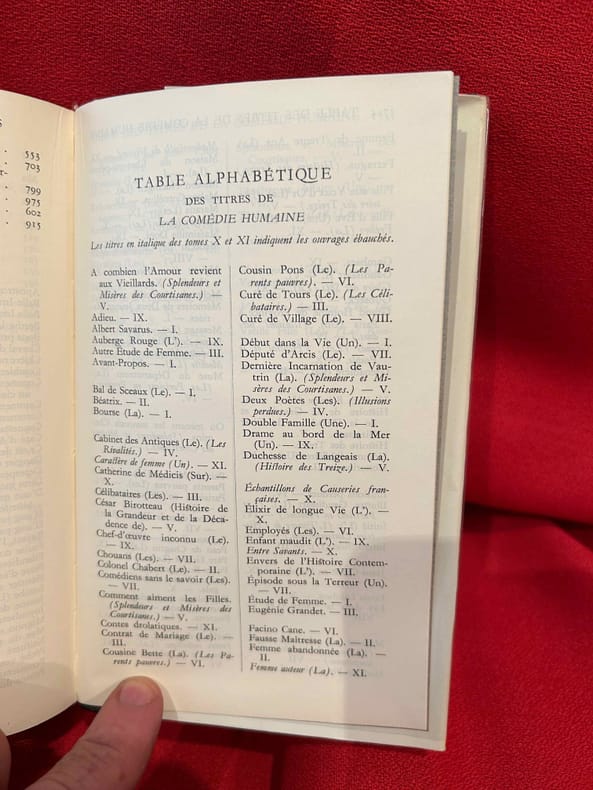 S
553
703
r-
799
975
602
915
TABLE ALPHABÉTIQUE
DES TITRES DE
LA COMÉDIE HUMAINE
Les titres en italique des tomes X et XI indiquent les ouvrages ébauchés.
A combien l'Amour revient
aux Vieillards. (Splendeurs et
Misères des Courtisanes.) —
V.
Adieu. — IX.
Albert Savarus. — I.
Auberge Rouge (L'). — IX.
Autre Étude de Femme. — III.
Avant-Propos. — I.
Bal de Sceaux (Le). — I.
Béatrix. — II.
Bourse (La). — I.
Cabinet des Antiques (Le). (Les
Rivalités.) — IV.
Caractère de femme (Un). — XI.
Catherine de Médicis (Sur). —
X.
Célibataires (Les). — III.
César Birotteau (Histoire de
la Grandeur et de la Déca-
dence de). — V.
Chef-d'œuvre inconnu (Le).
— IX.
Chouans (Les). — VII.
Colonel Chabert (Le). — II.
Comédiens sans le savoir (Les).
— VII.
Comment aiment les Filles.
(Splendeurs et Misères des
Courtisanes.) — V.
Contes drolatiques. — XI.
Contrat de Mariage (Le). —
III.
Cousine Bette (La). (Les Pa-
rents pauvres.) — VI.
Cousin Pons (Le). (Les Pa-
rents pauvres). — VI.
Curé de Tours (Le). (Les Céli-
bataires.) — III.
Curé de Village (Le). — VIII.
Début dans la Vie (Un). — I.
Député d'Arcis (Le). — VII.
Dernière Incarnation de Vau-
trin (La). (Splendeurs et Mi-
sères des Courtisanes.) — V.
Deux Poètes (Les). (Illusions
perdues.) — IV.
Double Famille (Une). — I.
Drame au bord de la Mer
(Un). — IX.
Duchesse de Langeais (La).
(Histoire des Treize.) — V.
Échantillons de Causeries fran-
çaises. — X.
Élixir de longue Vie (L'). —
X.
Employés (Les). — VI.
Enfant maudit (L'). — IX.
Entre Savants. — X.
Envers de l'Histoire Contem-
poraine (L'). — VII.
Épisode sous la Terreur (Un).
— VII.
Étude de Femme. — I.
Eugénie Grandet. — III.
Facino Cane. — VI.
Fausse Maîtresse (La). — II.
Femme abandonnée (La). —
II.
Femme auteur (La). — XI.